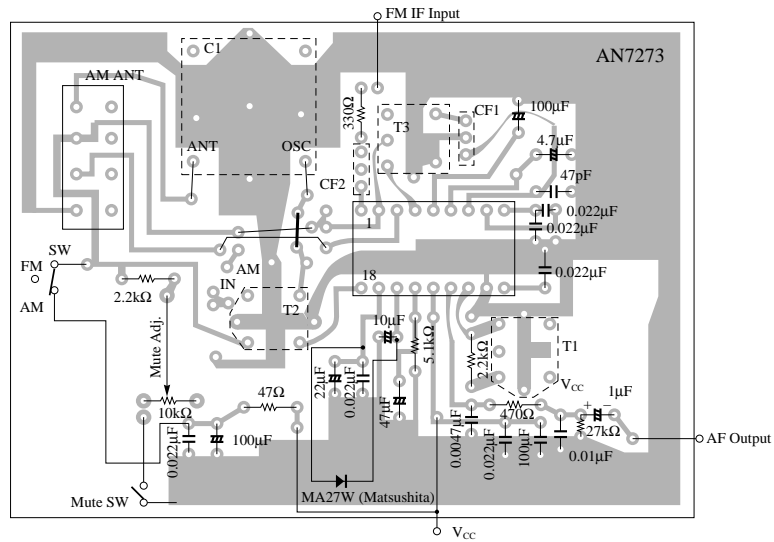 FM IF Input
C1
AN7273
AM ANT
330Ω
T3
CF1
100µF
4.7µF
ANT
OSC
CF2
47pF
1
0.022µF
0.022µF
SW
FM
AM
AM
IN
18
0.022µF
2.2kΩ
T2
10µF
5.1kΩ
2.2kΩ
T1
Mute Adj.
22µF
0.022µF
47µF
VCC
47Ω
10kΩ
470Ω
+ −
1µF
27kΩ
0.022µF
100µF
0.0047µF
0.022µF
100µF
0.01µF
AF Output
MA27W (Matsushita)
Mute SW
VCC